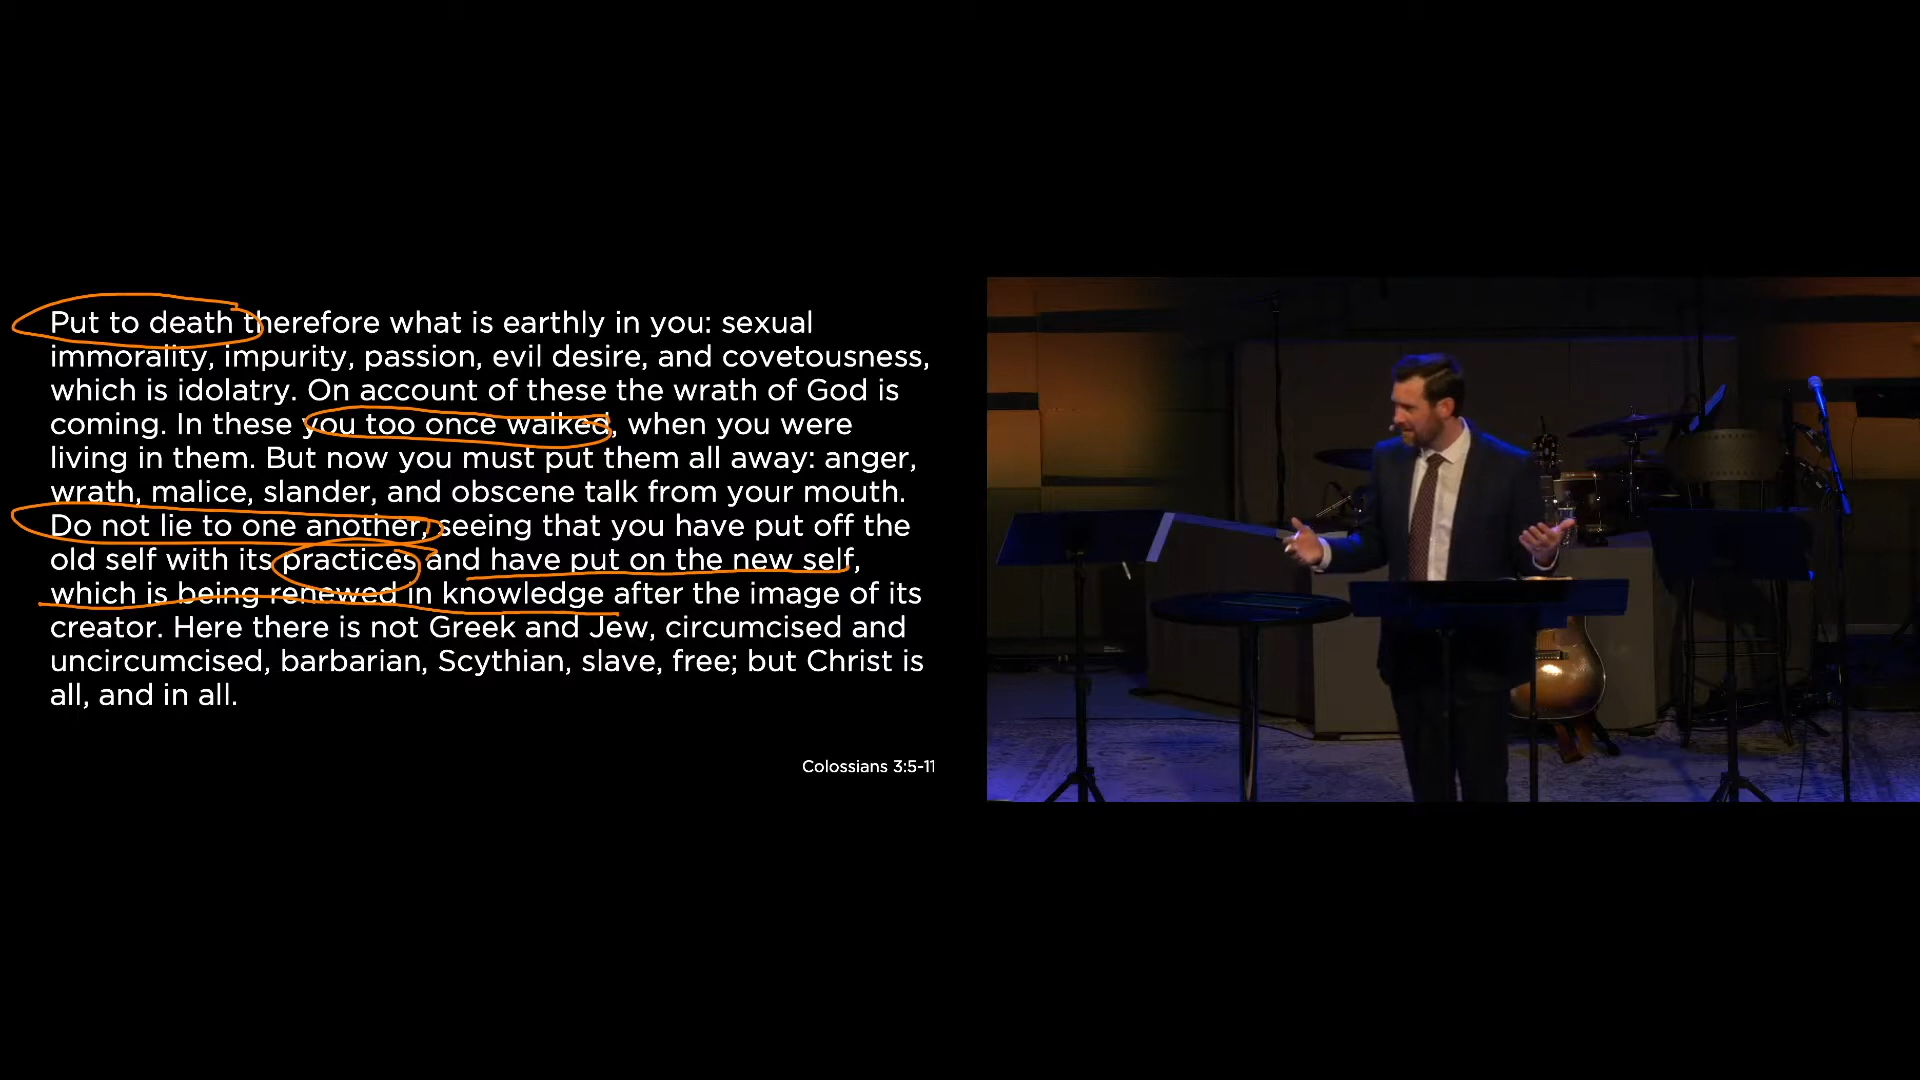 Put to death therefore what is earthly in you: sexual
immorality, impurity, passion, evil desire, and covetousness,
which is idolatry. On account of these the wrath of God is
coming. In these you too once walked, when you were
living in them. But now you must put them all away: anger,
wrath, malice, slander, and obscene talk from your mouth.
Do not lie to one another, seeing that you have put off the
old self with its practices and have put on the new self,
which is being renewed in knowledge after the image of its
creator. Here there is not Greek and Jew, circumcised and
uncircumcised, barbarian, Scythian, slave, free; but Christ is
all, and in all.
Colossians 3:5-11